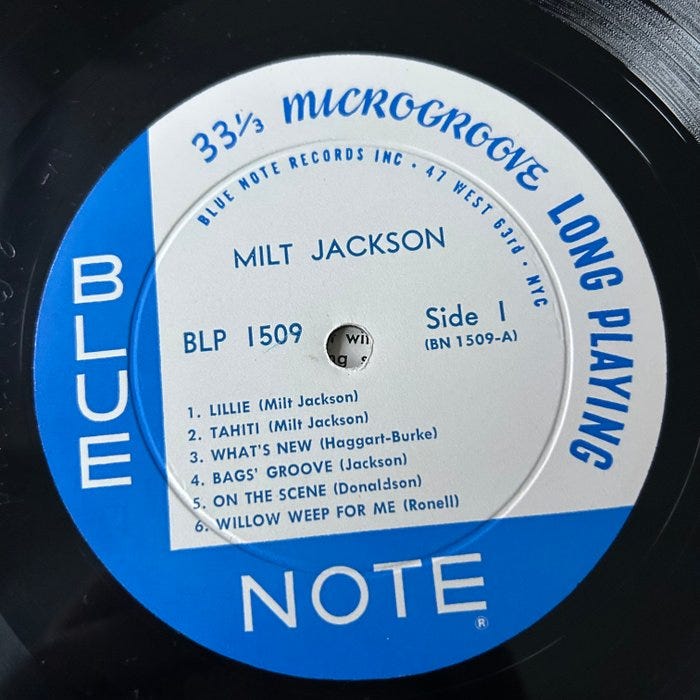 33⅓ MICROGROOVE LONG PLAYING
BLUE NOTE RECORDS INC · 47 WEST 63rd · NYC
MILT JACKSON
BLP 1509
Side 1
(BN 1509-A)
1. LILLIE (Milt Jackson)
2. TAHITI (Milt Jackson)
3. WHAT'S NEW (Haggart-Burke)
4. BAGS' GROOVE (Jackson)
5. ON THE SCENE (Donaldson)
6. WILLOW WEEP FOR ME (Ronell)
BLUE
NOTE®